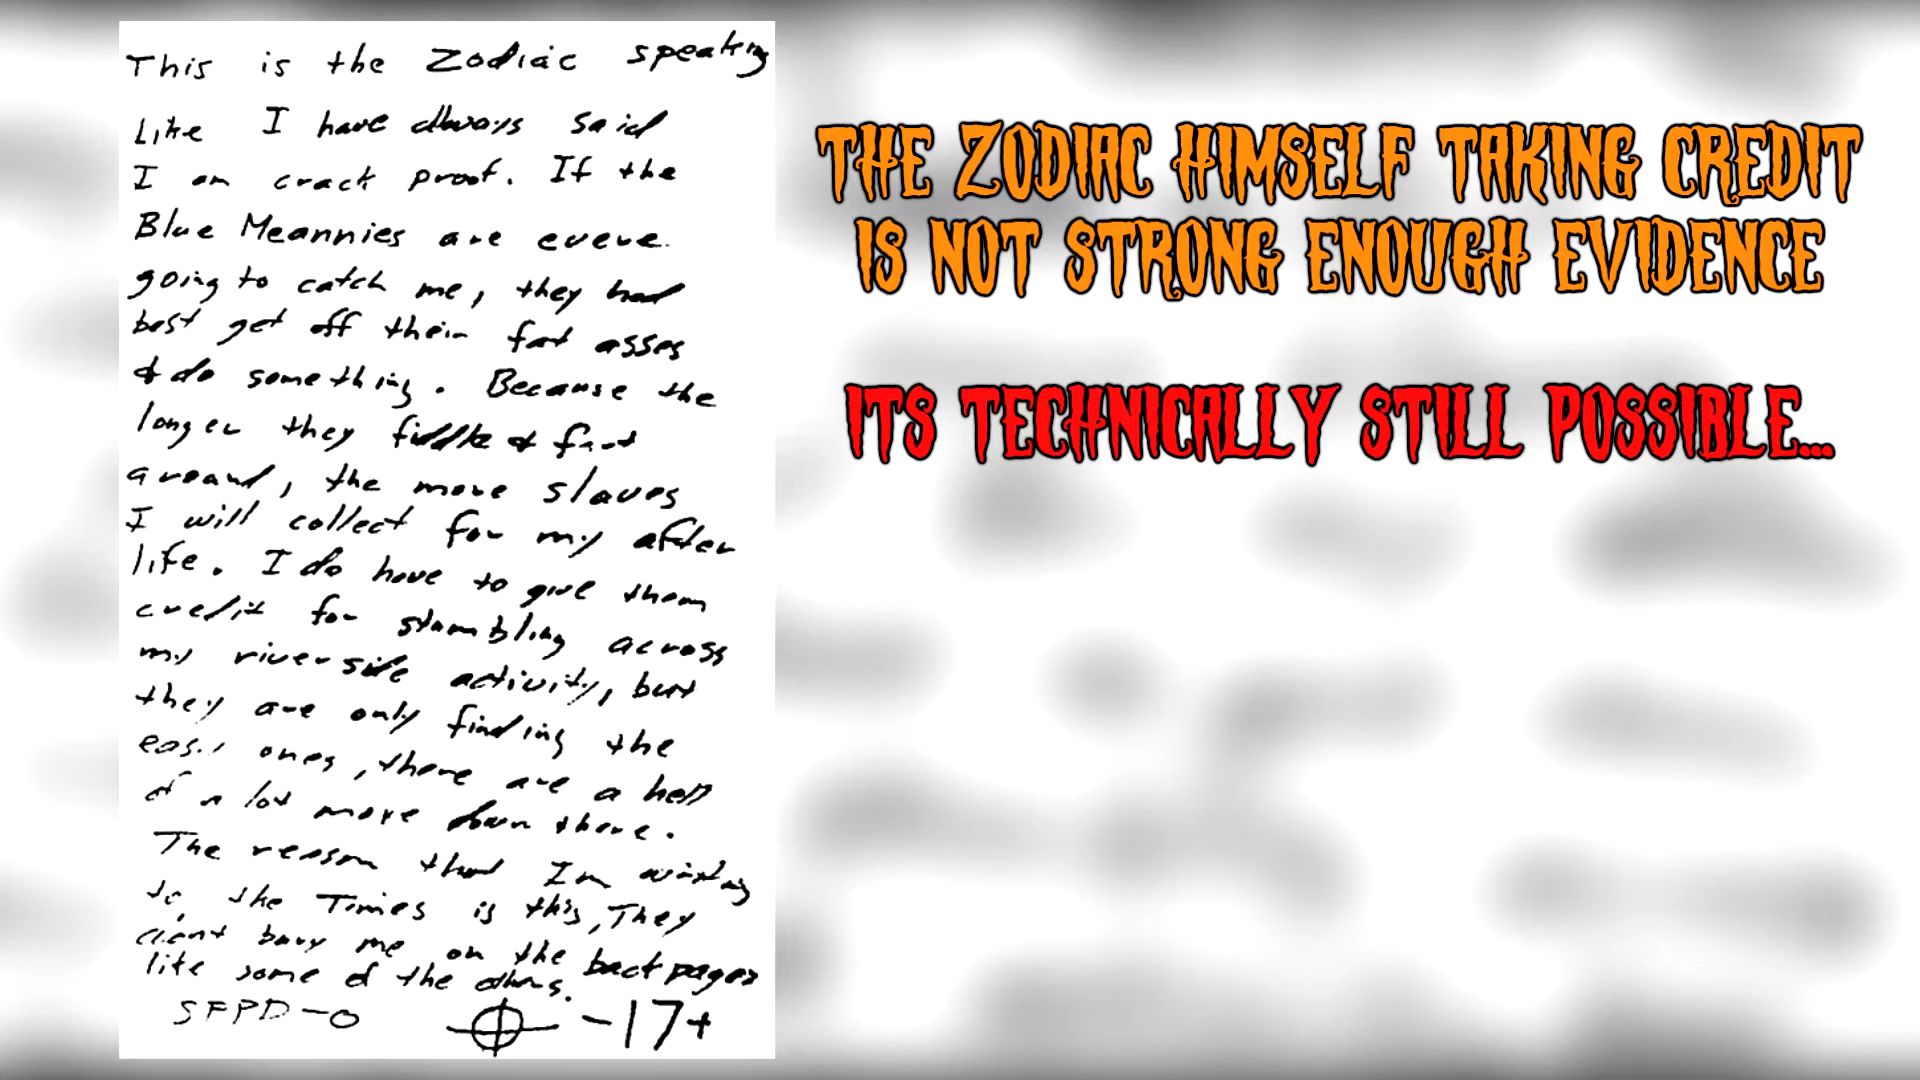 This is the Zodiac speaking
Like I have always said
I am crack proof. If the
Blue Meannies are evere
going to catch me, they had
best get off their fat asses
& do something. Because the
longer they fiddle & fart
around, the more slaves
I will collect for my after
life. I do have to give them
credit for stumbling across
my riverside activity, but
they are only finding the
easy ones, there are a hell
of a lot more down there.
The reason that Im writing
to the Times is this, They
dont bury me on the back pages
like some of the others.
SFPD-0 -17+
THE ZODIAC HIMSELF TAKING CREDIT
IS NOT STRONG ENOUGH EVIDENCE
ITS TECHNICALLY STILL POSSIBLE...